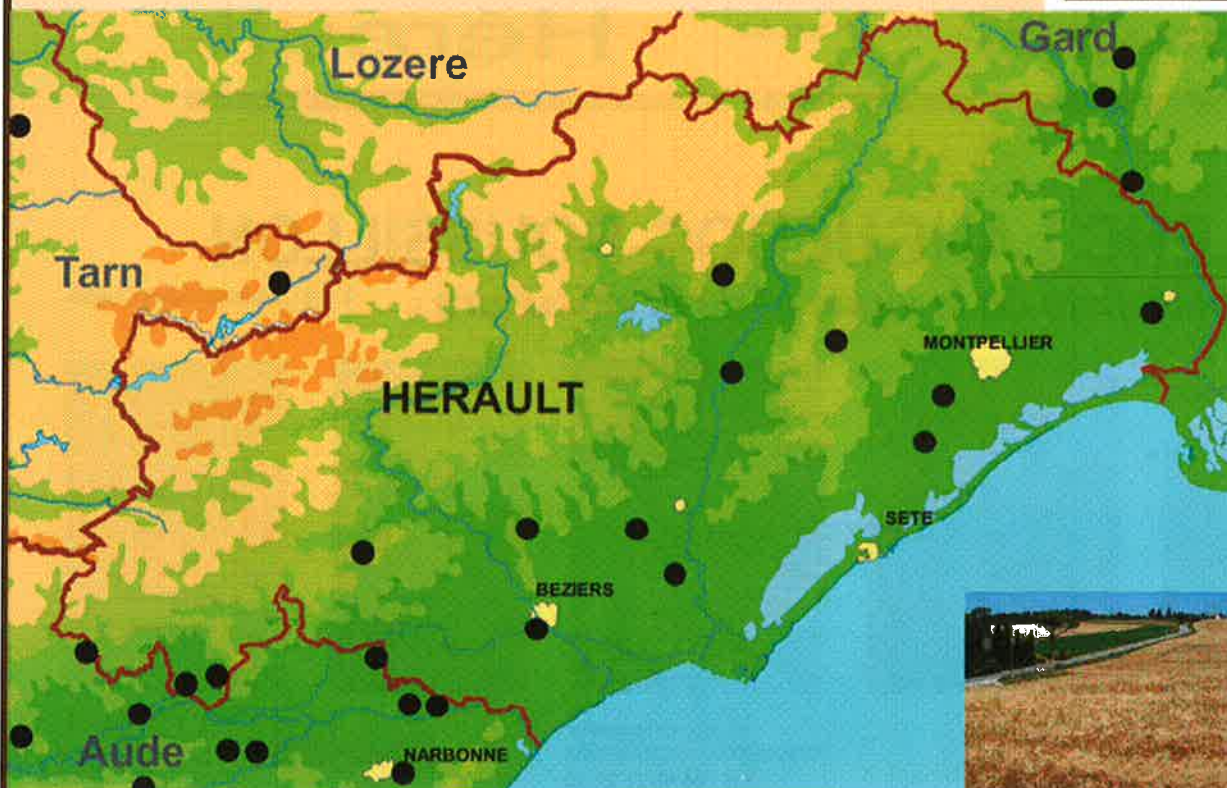 Gard
Lozere
Tarn
MONTPELLIER
HERAULT
SETE
BEZIERS
Aude
NARBONNE